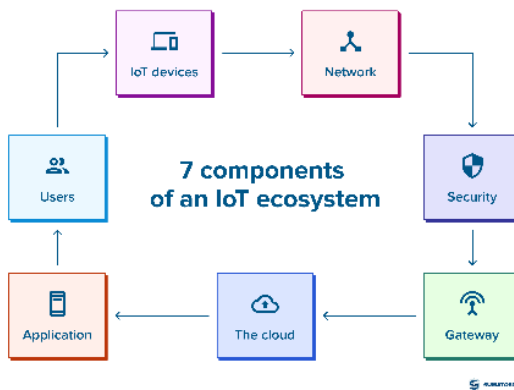 IoT devices
Network
7 components
of an IoT ecosystem
Users
Security
Application
The cloud
Gateway